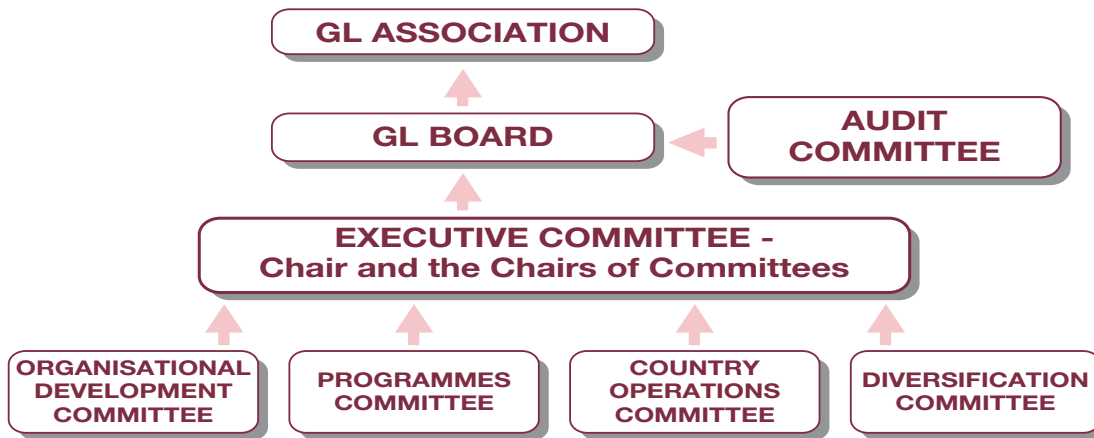 GL ASSOCIATION
GL BOARD
AUDIT
COMMITTEE
EXECUTIVE COMMITTEE -
Chair and the Chairs of Committees
ORGANISATIONAL
DEVELOPMENT
COMMITTEE
PROGRAMMES
COMMITTEE
COUNTRY
OPERATIONS
COMMITTEE
DIVERSIFICATION
COMMITTEE